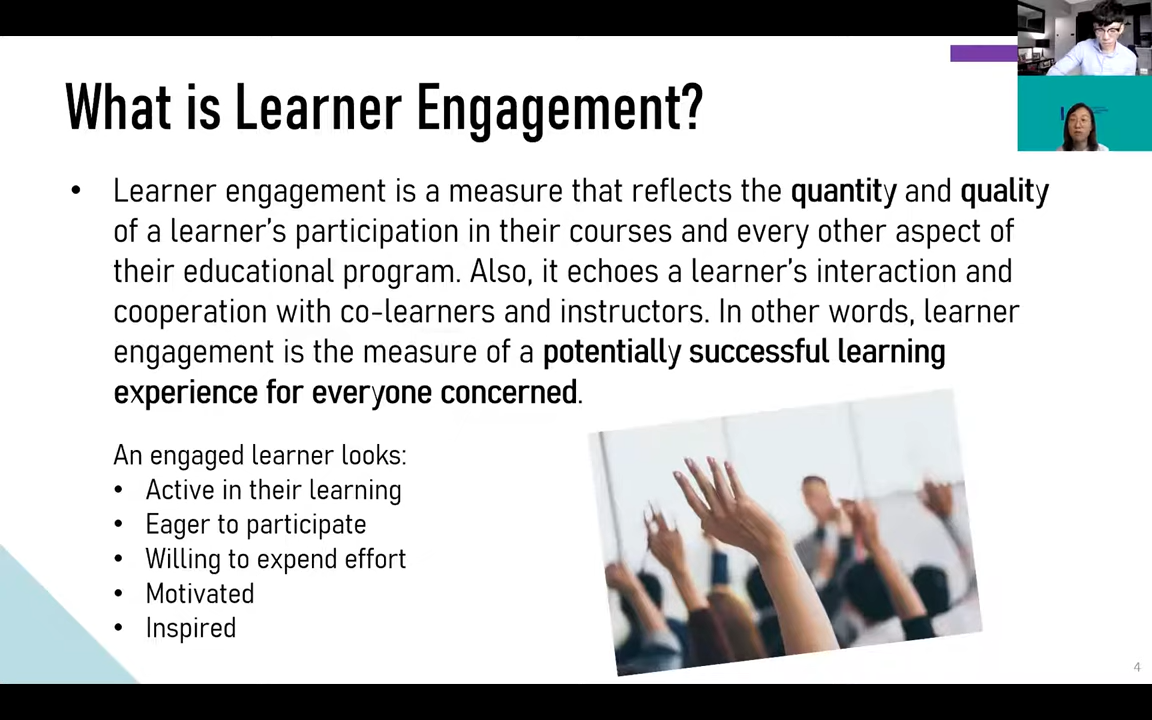 What is Learner Engagement?
• Learner engagement is a measure that reflects the quantity and quality
of a learner's participation in their courses and every other aspect of
their educational program. Also, it echoes a learner's interaction and
cooperation with co-learners and instructors. In other words, learner
engagement is the measure of a potentially successful learning
experience for everyone concerned.
An engaged learner looks:
• Active in their learning
• Eager to participate
• Willing to expend effort
• Motivated
• Inspired
4